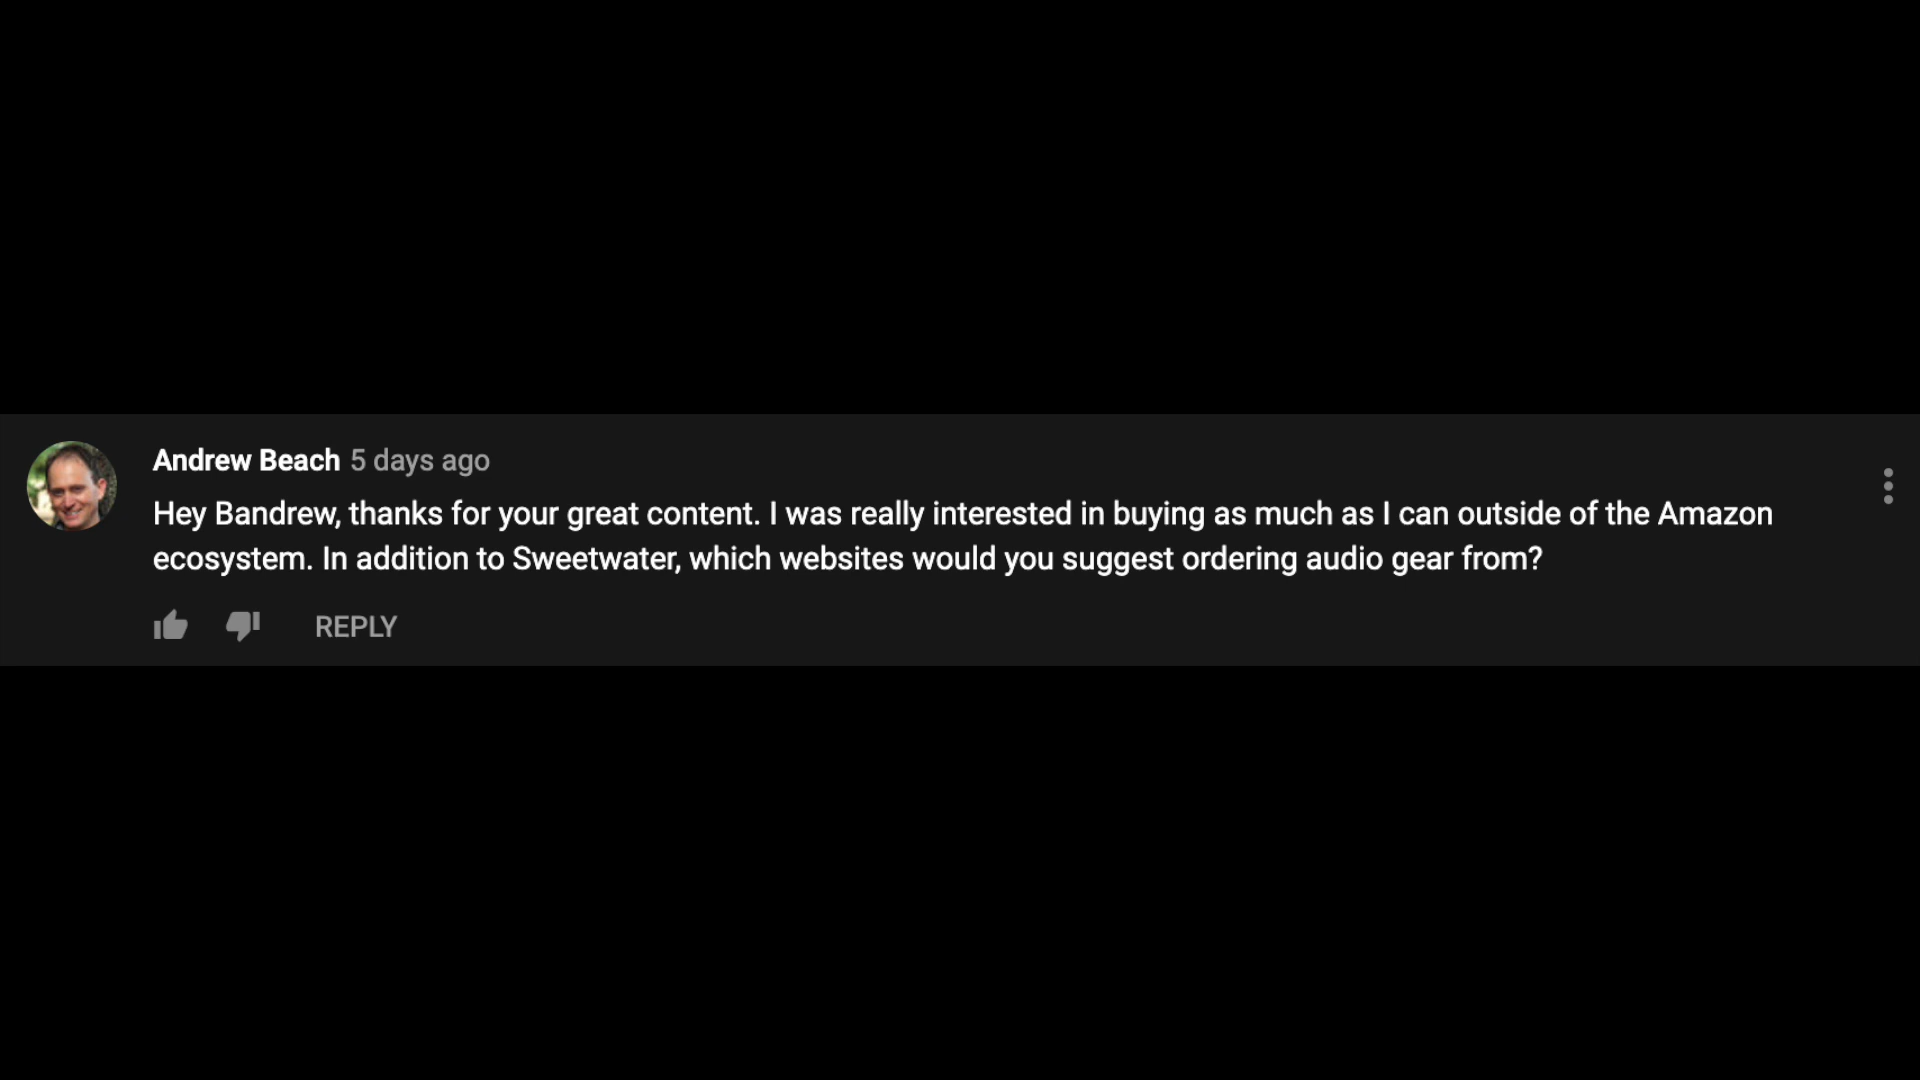 Andrew Beach 5 days ago
Hey Bandrew, thanks for your great content. I was really interested in buying as much as I can outside of the Amazon
ecosystem. In addition to Sweetwater, which websites would you suggest ordering audio gear from?
REPLY